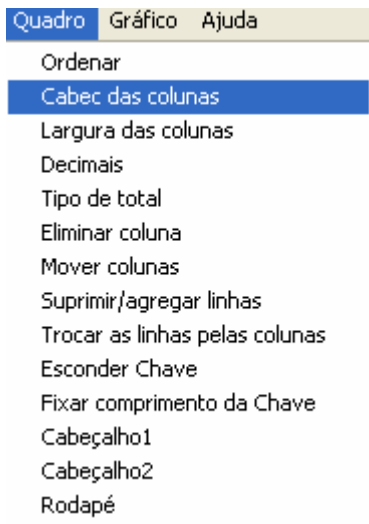 Quadro Gráfico Ajuda
Ordenar
Cabec das colunas
Largura das colunas
Decimais
Tipo de total
Eliminar coluna
Mover colunas
Suprimir/agregar linhas
Trocar as linhas pelas colunas
Esconder Chave
Fixar comprimento da Chave
Cabeçalho1
Cabeçalho2
Rodapé